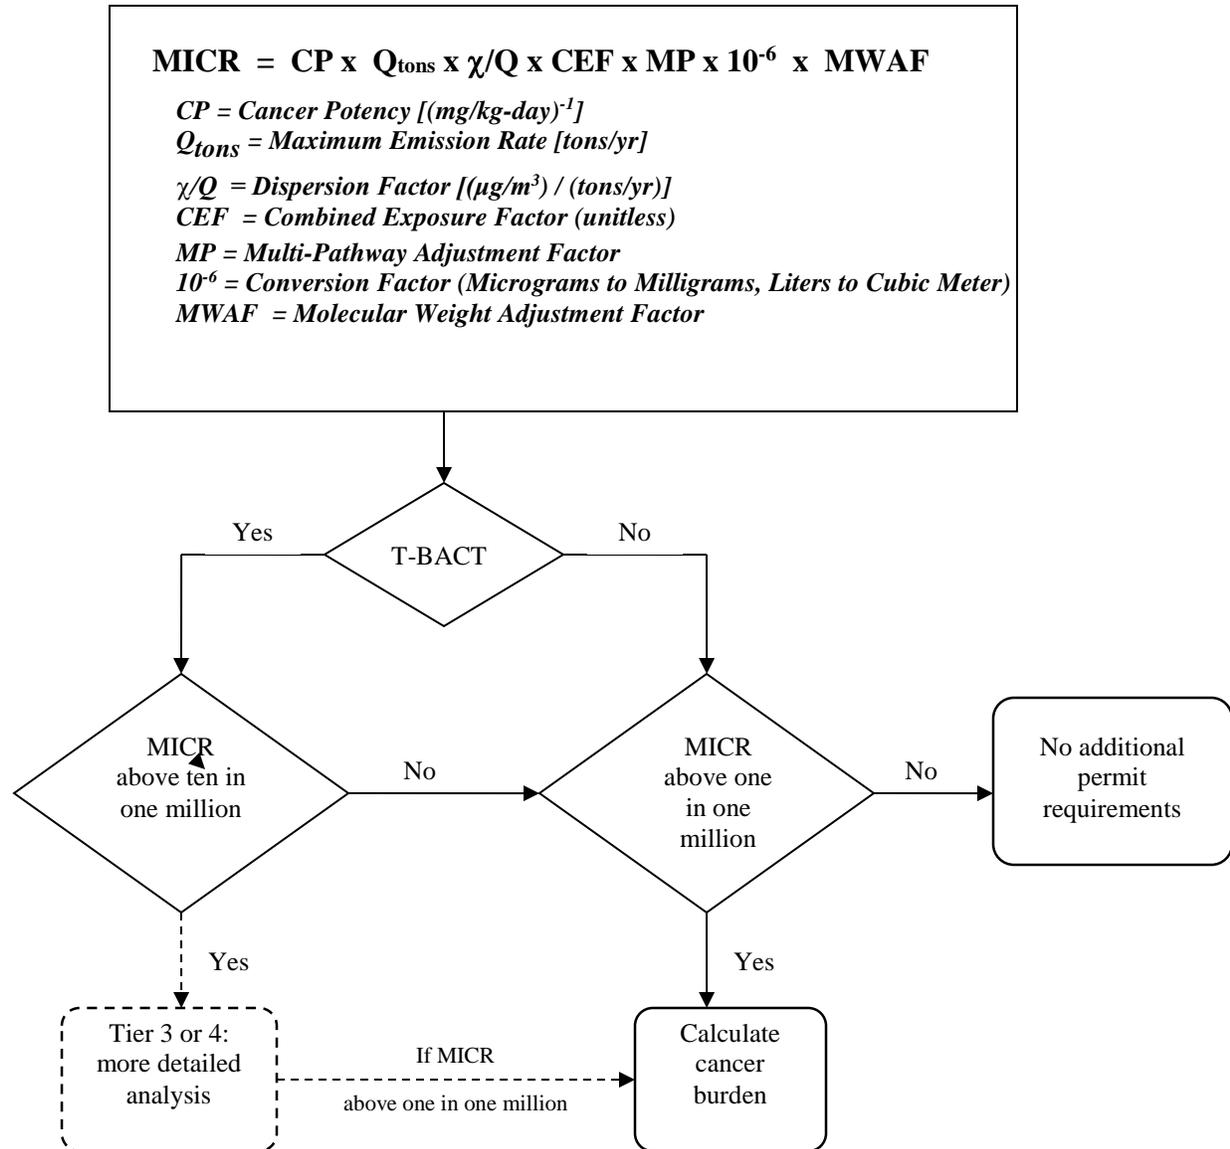 MICR = CP x Qtons x χ/Q x CEF x MP x 10-6 x MWAF
CP = Cancer Potency [(mg/kg-day)-1]
Qtons = Maximum Emission Rate [tons/yr]
χ/Q = Dispersion Factor [(µg/m3) / (tons/yr)]
CEF = Combined Exposure Factor (unitless)
MP = Multi-Pathway Adjustment Factor
10-6 = Conversion Factor (Micrograms to Milligrams, Liters to Cubic Meter)
MWAF = Molecular Weight Adjustment Factor
Yes
No
T-BACT
MICR
above ten in
one million
No
MICR
above one
in one
million
No
No additional
permit
requirements
Yes
Yes
Tier 3 or 4:
more detailed
analysis
If MICR
above one in one million
Calculate
cancer
burden